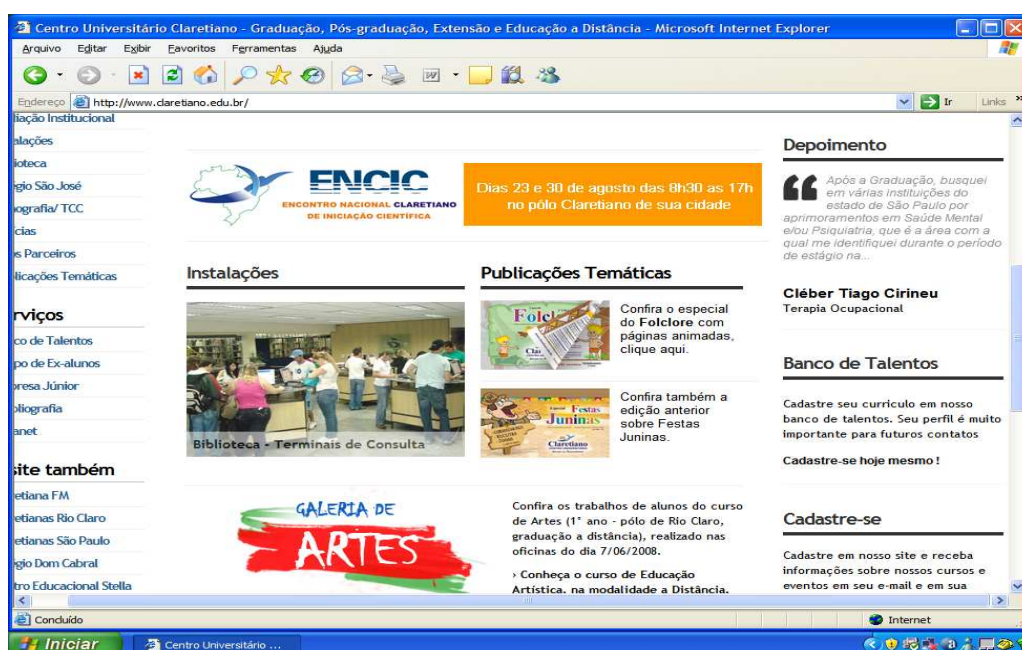 Centro Universitário Claretiano - Graduação, Pós-graduação, Extensão e Educação a Distância - Microsoft Internet Explorer
Arquivo Editar Exibir Favoritos Ferramentas Ajuda
Endereço http://www.claretiano.edu.br/ Ir Links
liação Institucional
alações
ioteca
gio São José
ografia/ TCC
cias
s Parceiros
licações Temáticas
rviços
co de Talentos
po de Ex-alunos
presa Júnior
bliografia
anet
site também
etiana FM
etianas Rio Claro
etianas São Paulo
gio Dom Cabral
tro Educacional Stella
ENCIC
ENCONTRO NACIONAL CLARETIANO
DE INICIAÇÃO CIENTÍFICA
Dias 23 e 30 de agosto das 8h30 as 17h
no pólo Claretiano de sua cidade
Instalações
Biblioteca - Terminais de Consulta
Publicações Temáticas
Folclore
Confira o especial
do Folclore com
páginas animadas,
clique aqui.
Especial Festas
Juninas
Claretiano
Confira também a
edição anterior
sobre Festas
Juninas.
GALERIA DE
ARTES
Confira os trabalhos de alunos do curso
de Artes (1° ano - pólo de Rio Claro,
graduação a distância), realizado nas
oficinas do dia 7/06/2008.
› Conheça o curso de Educação
Artística, na modalidade a Distância.
Depoimento
Após a Graduação, busquei
em várias instituições do
estado de São Paulo por
aprimoramentos em Saúde Mental
e/ou Psiquiatria, que é a área com a
qual me identifiquei durante o período
de estágio na...
Cléber Tiago Cirineu
Terapia Ocupacional
Banco de Talentos
Cadastre seu curriculo em nosso
banco de talentos. Seu perfil é muito
importante para futuros contatos
Cadastre-se hoje mesmo !
Cadastre-se
Cadastre em nosso site e receba
informações sobre nossos cursos e
eventos em seu e-mail e em sua
Concluído Internet
Iniciar Centro Universitário ...